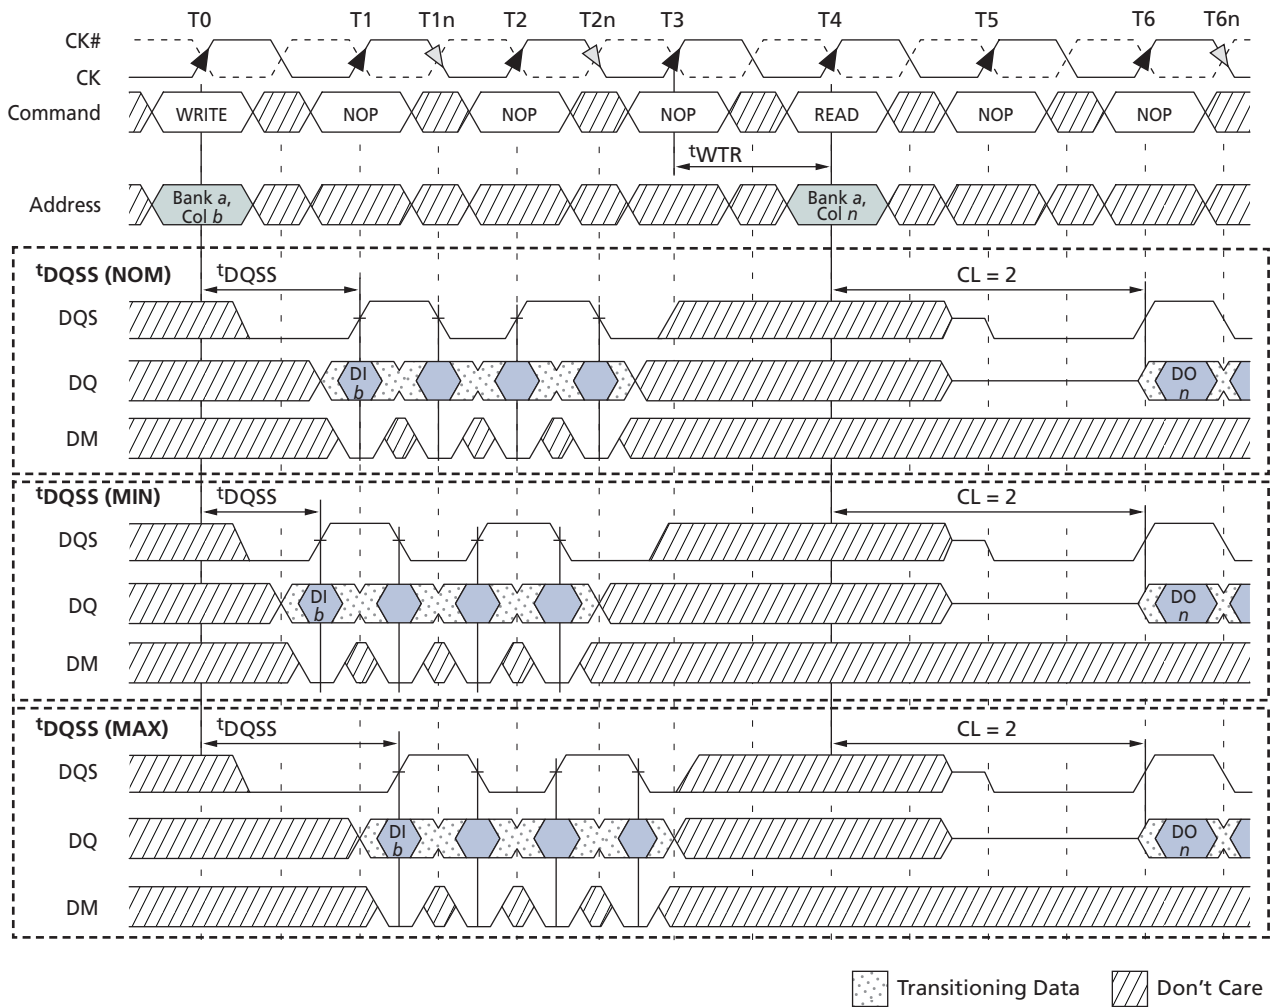 T0 T1 T1n T2 T2n T3 T4 T5 T6 T6n
CK#
CK
Command WRITE NOP NOP NOP READ NOP NOP
tWTR
Address Bank a, Col b Bank a, Col n
tDQSS (NOM) tDQSS CL = 2
DQS
DQ DI b DO n
DM
tDQSS (MIN) tDQSS CL = 2
DQS
DQ DI b DO n
DM
tDQSS (MAX) tDQSS CL = 2
DQS
DQ DI b DO n
DM
Transitioning Data Don't Care